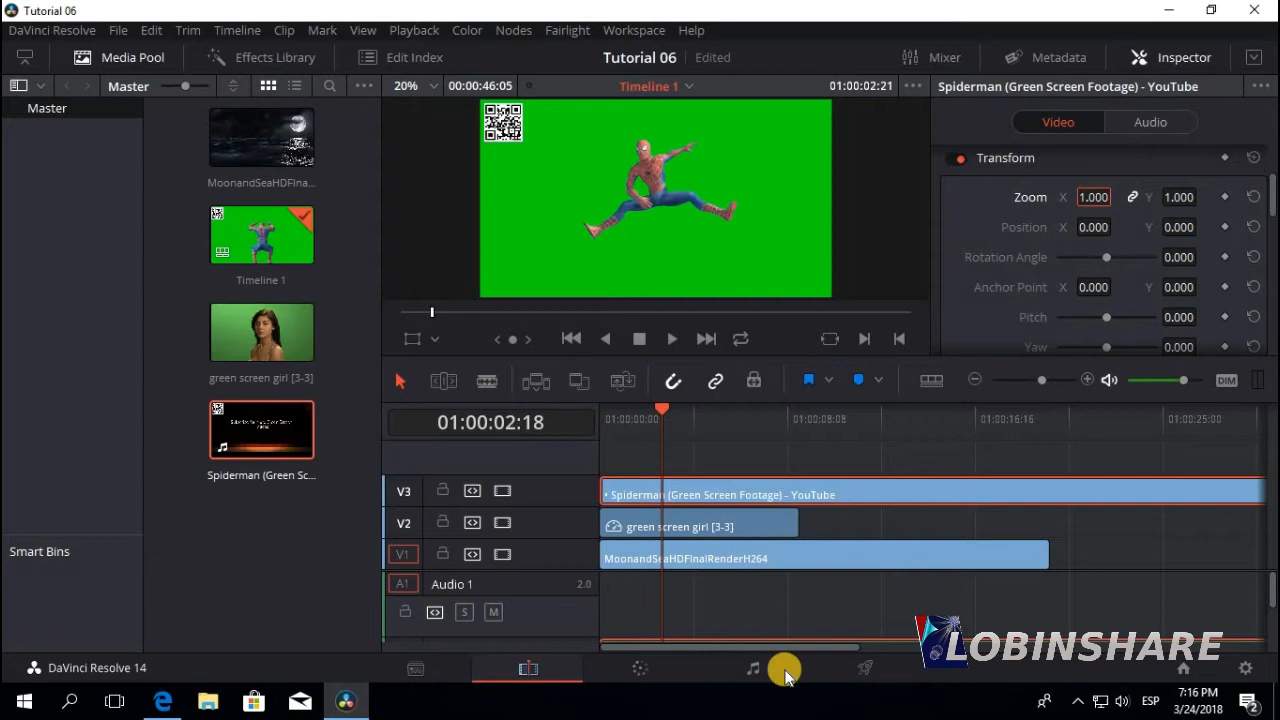 Tutorial 06
DaVinci Resolve File Edit Trim Timeline Clip Mark View Playback Color Nodes Fairlight Workspace Help
Media Pool Effects Library Edit Index Tutorial 06 Edited Mixer Metadata Inspector
Master 20% 00:00:46:05 Timeline 1 01:00:02:21 Spiderman (Green Screen Footage) - YouTube
Master
Video Audio
Transform
MoonandSeaHDFIna...
Zoom X 1.000 Y 1.000
Position X 0.000 Y 0.000
Rotation Angle 0.000
Timeline 1
Anchor Point X 0.000 Y 0.000
Pitch 0.000
Yaw 0.000
green screen girl [3-3]
DIM
01:00:02:18
01:00:00:00 01:00:08:08 01:00:16:16 01:00:25:00
Spiderman (Green Sc...
V3 • Spiderman (Green Screen Footage) - YouTube
V2 green screen girl [3-3]
V1 MoonandSeaHDFInalRenderH264
Smart Bins
A1 Audio 1 2.0
S M
LOBINSHARE
DaVinci Resolve 14
ESP
7:16 PM
3/24/2018
2